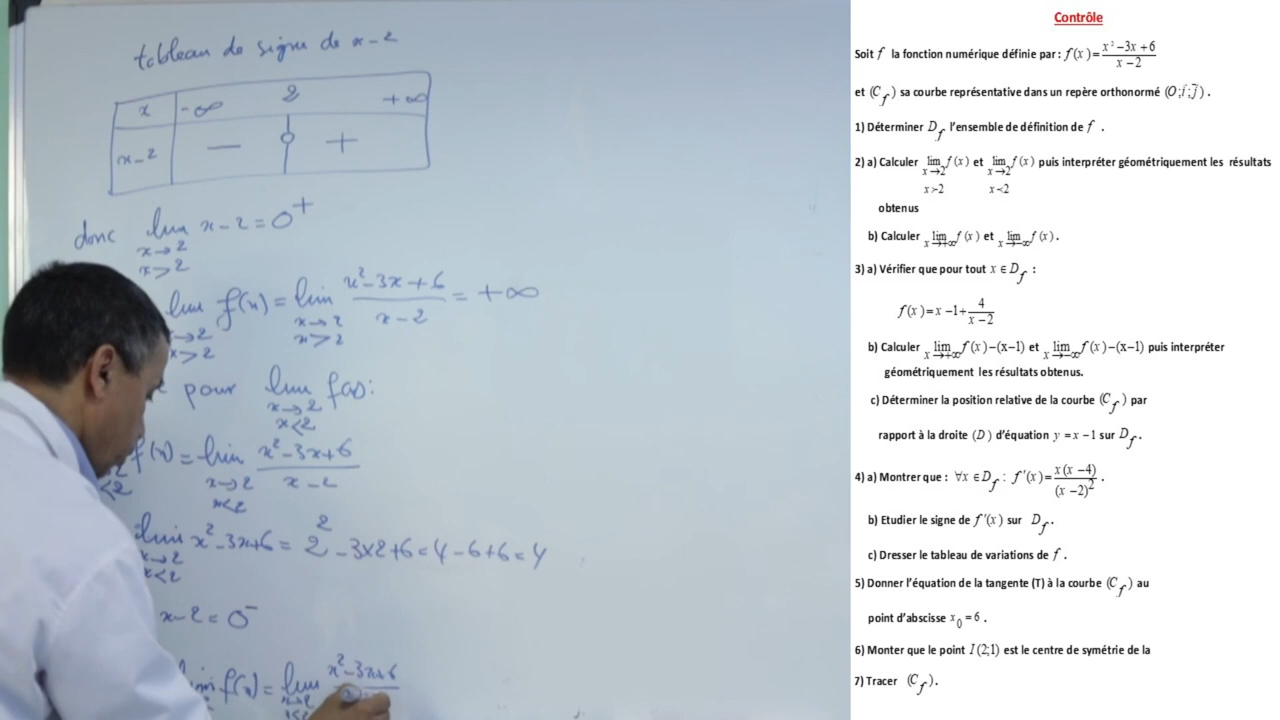 tableau de signe de x-2
x -∞ 2 +∞
x-2 - +
donc lim x-2 = 0⁺
x→2
x>2
lim f(x) = lim x²-3x+6 / x-2 = +∞
x→2 x→2
x>2 x>2
pour lim f(x):
x→2
x<2
f(x) = lim x²-3x+6 / x-2
x→2
<2 x<2
lim x²-3x+6 = 2²-3x2+6 = 4-6+6 = 4
x→2
x<2
x-2 = 0⁻
f(x) = lim x²-3x+6
x→2
Contrôle
Soit f la fonction numérique définie par : f(x) = x²-3x+6 / x-2
et (C_f) sa courbe représentative dans un repère orthonormé (O;i;j).
1) Déterminer D_f l'ensemble de définition de f .
2) a) Calculer lim f(x) et lim f(x) puis interpréter géométriquement les résultats
x→2 x→2
x>2 x<2
obtenus
b) Calculer lim f(x) et lim f(x).
x→+∞ x→-∞
3) a) Vérifier que pour tout x∈D_f :
f(x) = x-1+ 4 / x-2
b) Calculer lim f(x)-(x-1) et lim f(x)-(x-1) puis interpréter
x→+∞ x→-∞
géométriquement les résultats obtenus.
c) Déterminer la position relative de la courbe (C_f) par
rapport à la droite (D) d'équation y = x-1 sur D_f.
4) a) Montrer que : ∀x∈D_f : f'(x) = x(x-4) / (x-2)² .
b) Etudier le signe de f'(x) sur D_f.
c) Dresser le tableau de variations de f .
5) Donner l'équation de la tangente (T) à la courbe (C_f) au
point d'abscisse x₀ = 6 .
6) Monter que le point I(2;1) est le centre de symétrie de la
7) Tracer (C_f).